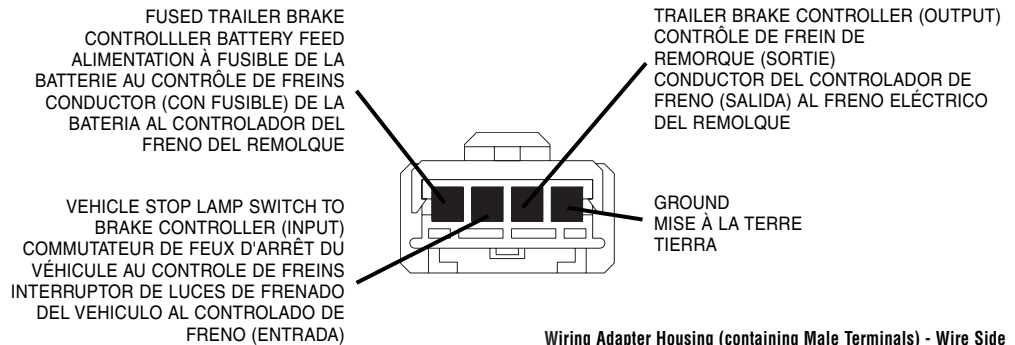 FUSED TRAILER BRAKE
CONTROLLLER BATTERY FEED
ALIMENTATION À FUSIBLE DE LA
BATTERIE AU CONTRÔLE DE FREINS
CONDUCTOR (CON FUSIBLE) DE LA
BATERIA AL CONTROLADOR DEL
FRENO DEL REMOLQUE
TRAILER BRAKE CONTROLLER (OUTPUT)
CONTRÔLE DE FREIN DE
REMORQUE (SORTIE)
CONDUCTOR DEL CONTROLADOR DE
FRENO (SALIDA) AL FRENO ELÉCTRICO
DEL REMOLQUE
VEHICLE STOP LAMP SWITCH TO
BRAKE CONTROLLER (INPUT)
COMMUTATEUR DE FEUX D'ARRÊT DU
VÉHICULE AU CONTROLE DE FREINS
INTERRUPTOR DE LUCES DE FRENADO
DEL VEHICULO AL CONTROLADO DE
FRENO (ENTRADA)
GROUND
MISE À LA TERRE
TIERRA
Wiring Adapter Housing (containing Male Terminals) - Wire Side